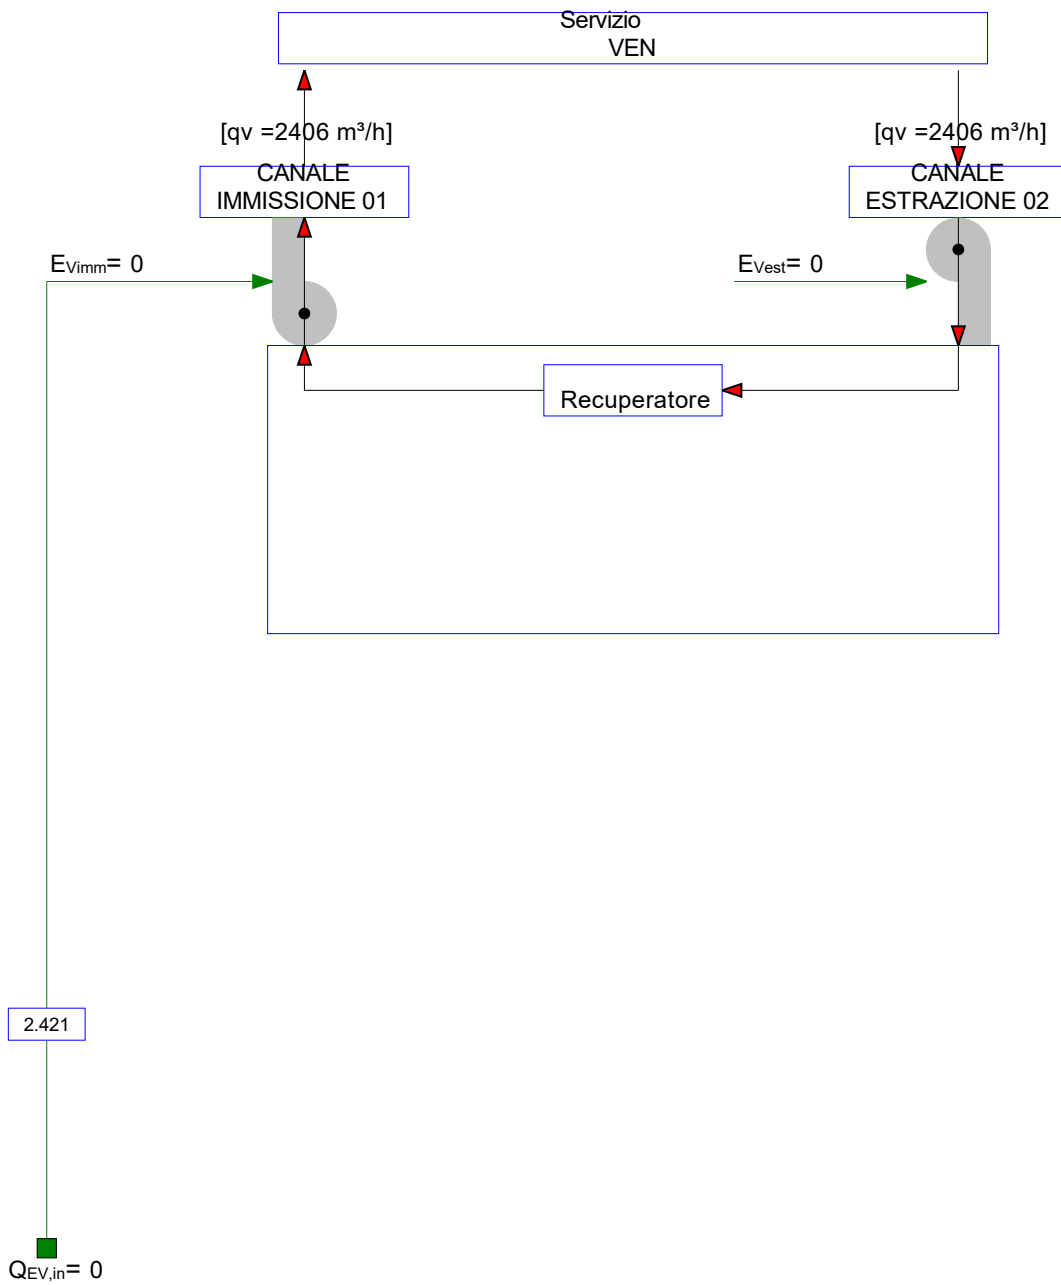 Servizio
VEN
[qv =2406 m³/h]
[qv =2406 m³/h]
CANALE
IMMISSIONE 01
CANALE
ESTRAZIONE 02
EVimm= 0
EVest= 0
Recuperatore
2.421
QEV,in= 0